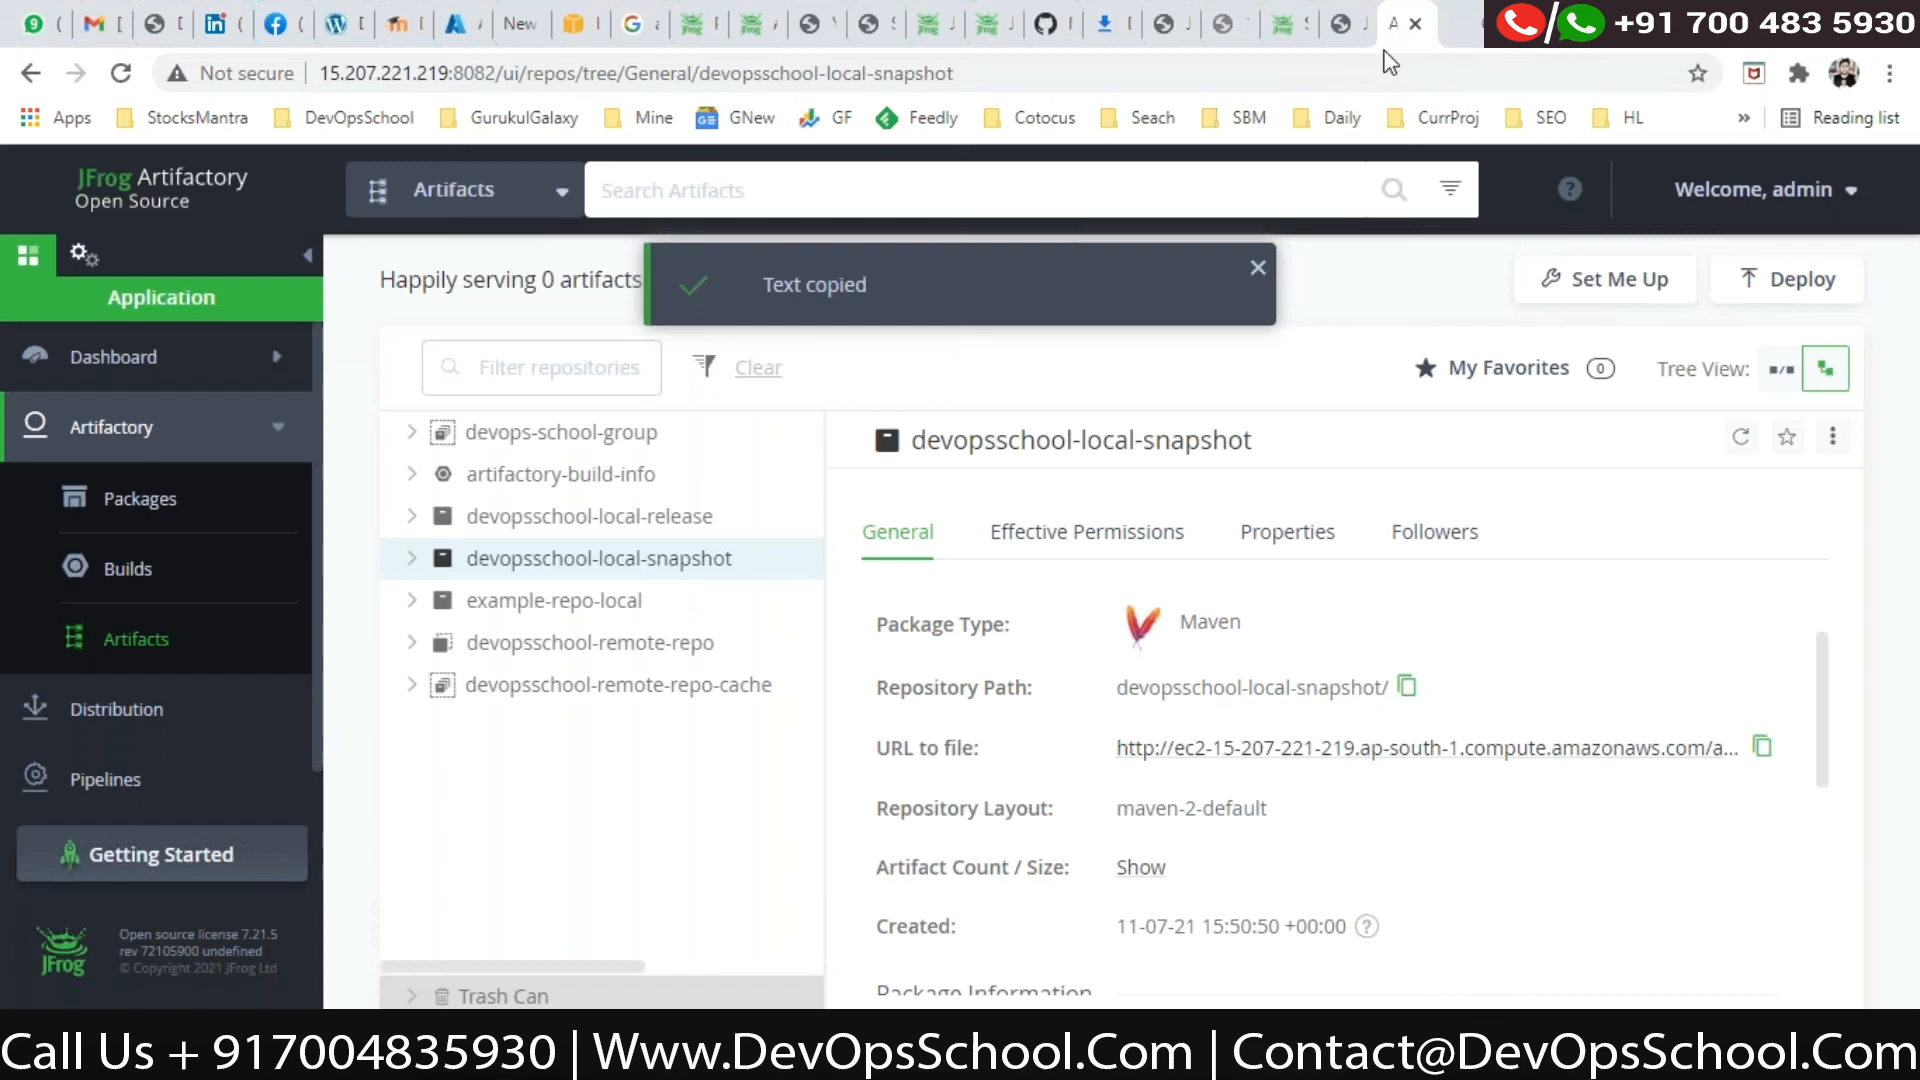 New
+91 700 483 5930
Not secure
15.207.221.219:8082/ui/repos/tree/General/devopsschool-local-snapshot
Apps
StocksMantra
DevOpsSchool
GurukulGalaxy
Mine
GNew
GF
Feedly
Cotocus
Seach
SBM
Daily
CurrProj
SEO
HL
»
Reading list
JFrog Artifactory
Open Source
Artifacts
Search Artifacts
Welcome, admin
Application
Happily serving 0 artifacts
Text copied
Set Me Up
Deploy
Dashboard
Filter repositories
Clear
My Favorites 0
Tree View:
Artifactory
devops-school-group
artifactory-build-info
devopsschool-local-release
devopsschool-local-snapshot
example-repo-local
devopsschool-remote-repo
devopsschool-remote-repo-cache
Trash Can
devopsschool-local-snapshot
General
Effective Permissions
Properties
Followers
Package Type: Maven
Repository Path: devopsschool-local-snapshot/
URL to file: http://ec2-15-207-221-219.ap-south-1.compute.amazonaws.com/a...
Repository Layout: maven-2-default
Artifact Count / Size: Show
Created: 11-07-21 15:50:50 +00:00
Package Information
Packages
Builds
Artifacts
Distribution
Pipelines
Getting Started
JFrog
Open source license 7.21.5
rev 72105900 undefined
© Copyright 2021 JFrog Ltd
Call Us + 917004835930 | Www.DevOpsSchool.Com | Contact@DevOpsSchool.Com